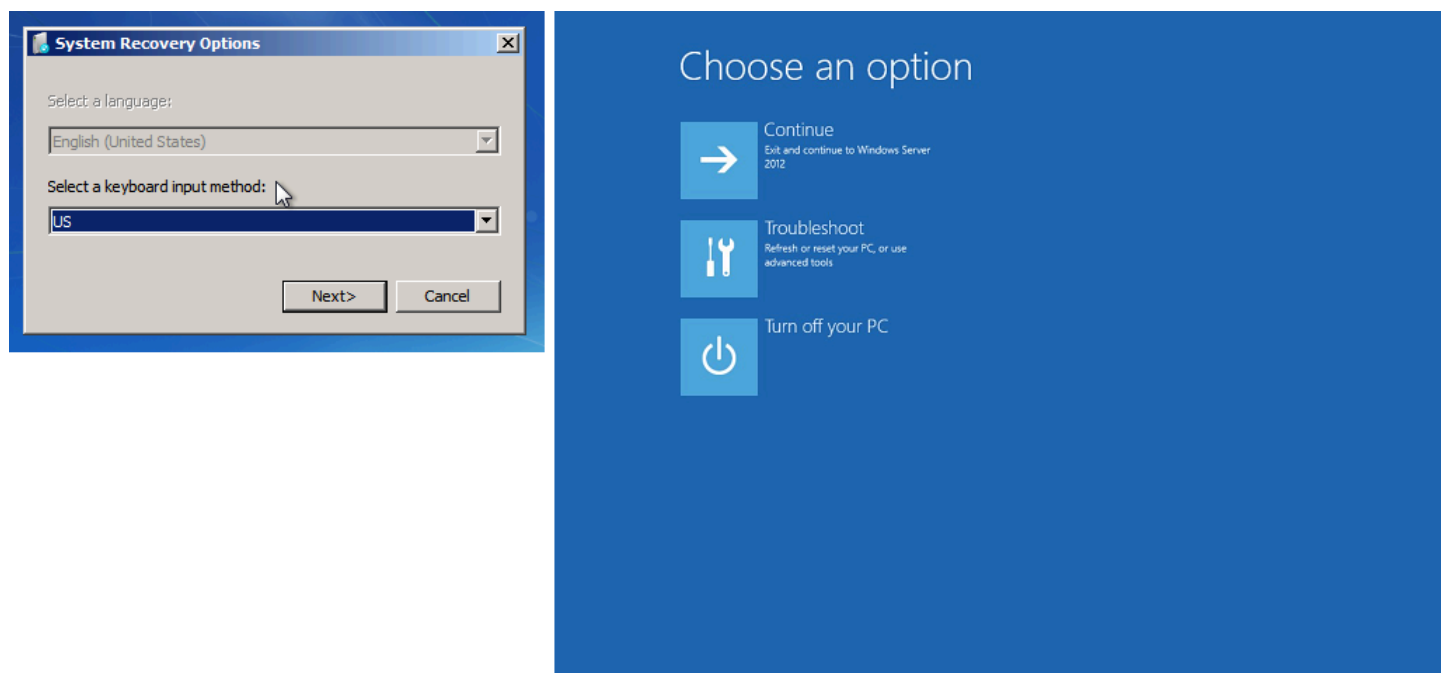 System Recovery Options
Select a language:
English (United States)
Select a keyboard input method:
US
Next>
Cancel
Choose an option
Continue
Exit and continue to Windows Server
2012
Troubleshoot
Refresh or reset your PC, or use
advanced tools
Turn off your PC